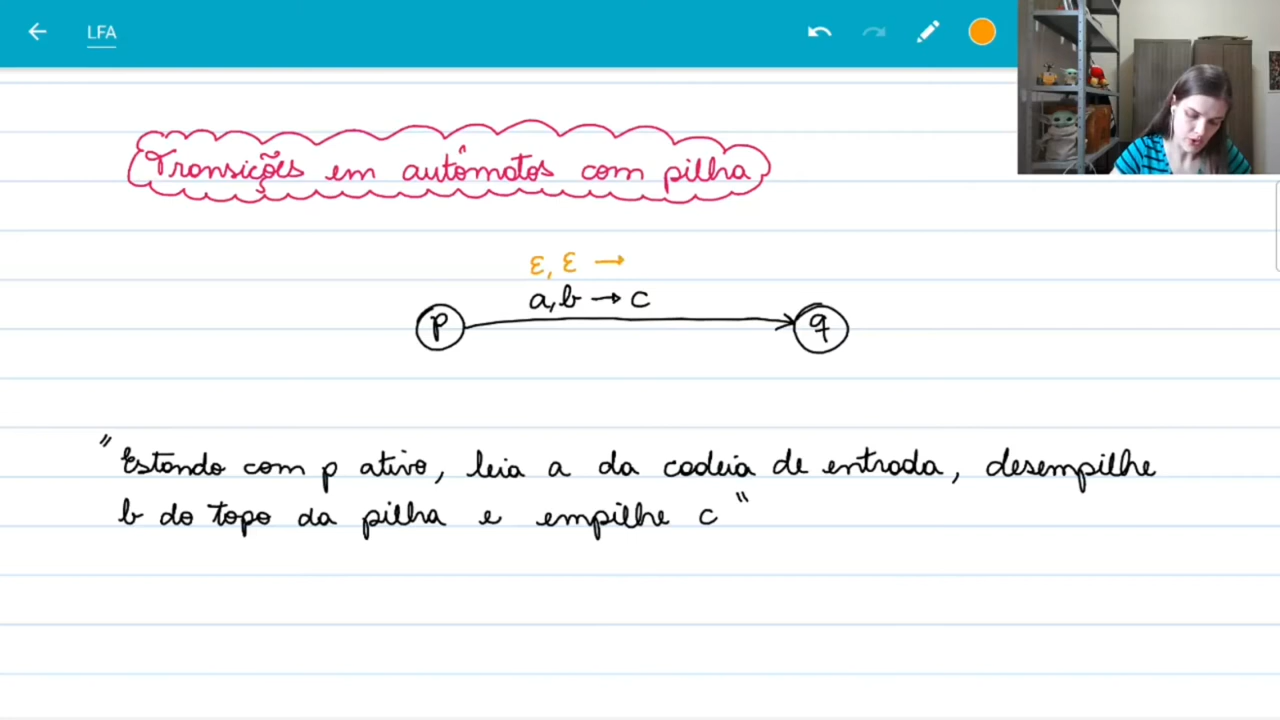 LFA
Transições em autômatos com pilha
ε, ε →
a, b → c
p
q
"Estando com p ativo, leia a da cadeia de entrada, desempilhe
b do topo da pilha e empilhe c"